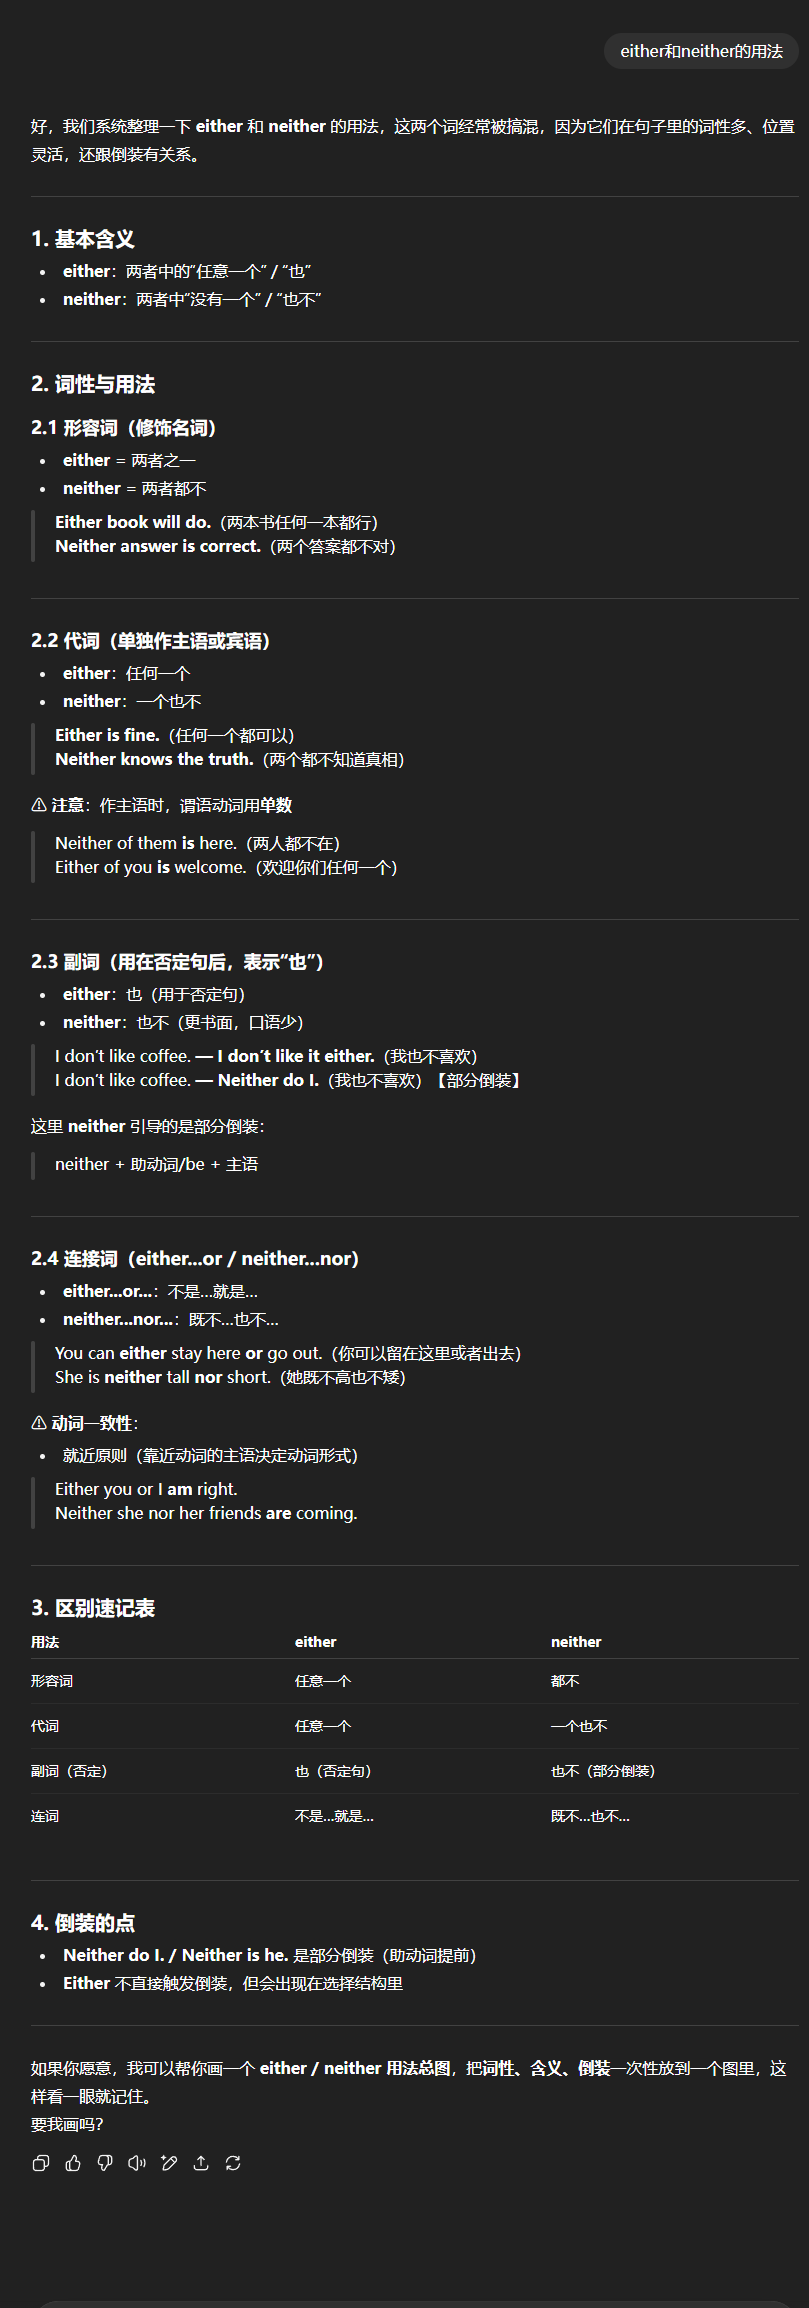 either和neither的用法
好，我们系统整理一下 either 和 neither 的用法，这两个词经常被搞混，因为它们在句子里的词性多、位置
灵活，还跟倒装有关系。
1. 基本含义
• either：两者中的“任意一个” / “也”
• neither：两者中“没有一个” / “也不”
2. 词性与用法
2.1 形容词（修饰名词）
• either = 两者之一
• neither = 两者都不
Either book will do.（两本书任何一本都行）
Neither answer is correct.（两个答案都不对）
2.2 代词（单独作主语或宾语）
• either：任何一个
• neither：一个也不
Either is fine.（任何一个都可以）
Neither knows the truth.（两个都不知道真相）
⚠ 注意：作主语时，谓语动词用单数
Neither of them is here.（两人都不在）
Either of you is welcome.（欢迎你们任何一个）
2.3 副词（用在否定句后，表示“也”）
• either：也（用于否定句）
• neither：也不（更书面，口语少）
I don’t like coffee. — I don’t like it either.（我也不喜欢）
I don’t like coffee. — Neither do I.（我也不喜欢）【部分倒装】
这里 neither 引导的是部分倒装：
neither + 助动词/be + 主语
2.4 连接词（either...or / neither...nor）
• either...or...：不是...就是...
• neither...nor...：既不...也不...
You can either stay here or go out.（你可以留在这里或者出去）
She is neither tall nor short.（她既不高也不矮）
⚠ 动词一致性：
• 就近原则（靠近动词的主语决定动词形式）
Either you or I am right.
Neither she nor her friends are coming.
3. 区别速记表
用法 either neither
形容词 任意一个 都不
代词 任意一个 一个也不
副词（否定） 也（否定句） 也不（部分倒装）
连词 不是...就是... 既不...也不...
4. 倒装的点
• Neither do I. / Neither is he. 是部分倒装（助动词提前）
• Either 不直接触发倒装，但会出现在选择结构里
如果你愿意，我可以帮你画一个 either / neither 用法总图，把词性、含义、倒装一次性放到一个图里，这
样看一眼就记住。
要我画吗？